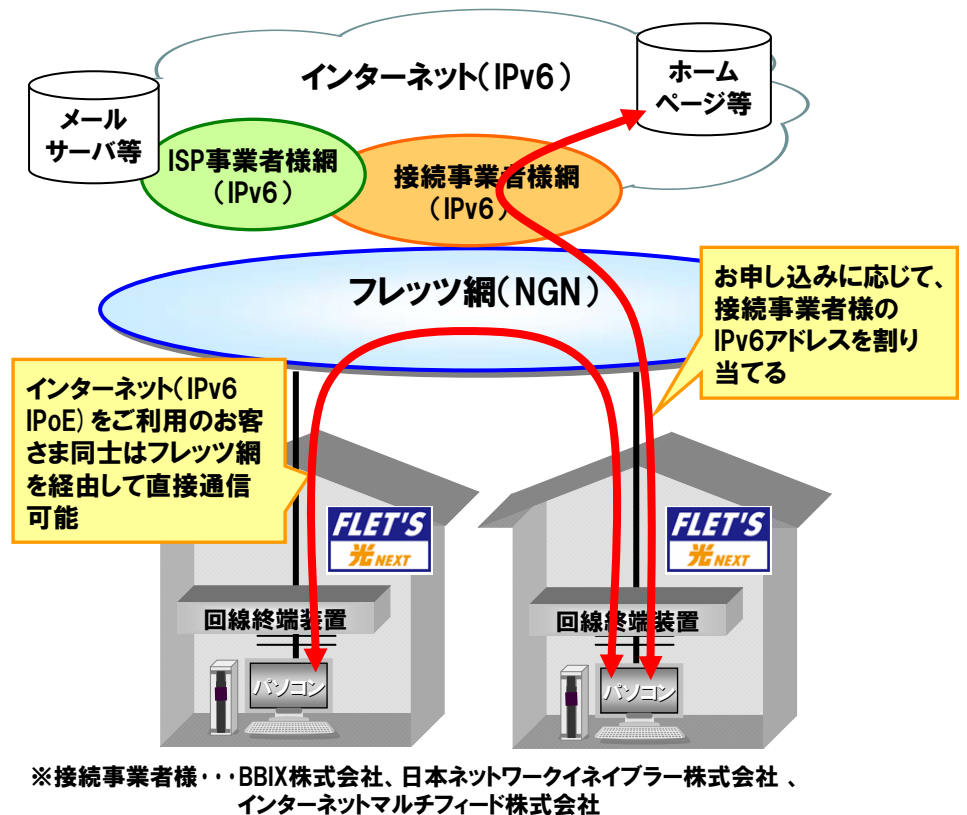 インターネット(IPv6)
ホーム
ページ等
メール
サーバ等
ISP事業者様網
(IPv6)
接続事業者様網
(IPv6)
フレッツ網(NGN)
お申し込みに応じて、
接続事業者様の
IPv6アドレスを割り
当てる
インターネット(IPv6
IPoE)をご利用のお客
さま同士はフレッツ網
を経由して直接通信
可能
FLET'S
光NEXT
FLET'S
光NEXT
回線終端装置
回線終端装置
パソコン
パソコン
※接続事業者様・・・BBIX株式会社、日本ネットワークイネイブラー株式会社 、
インターネットマルチフィード株式会社